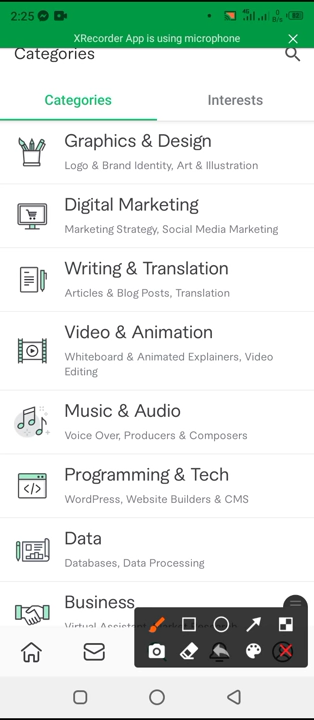 2:25
XRecorder App is using microphone
Categories
Categories
Interests
Graphics & Design
Logo & Brand Identity, Art & Illustration
Digital Marketing
Marketing Strategy, Social Media Marketing
Writing & Translation
Articles & Blog Posts, Translation
Video & Animation
Whiteboard & Animated Explainers, Video
Editing
Music & Audio
Voice Over, Producers & Composers
Programming & Tech
WordPress, Website Builders & CMS
Data
Databases, Data Processing
Business
Virtual Assistant